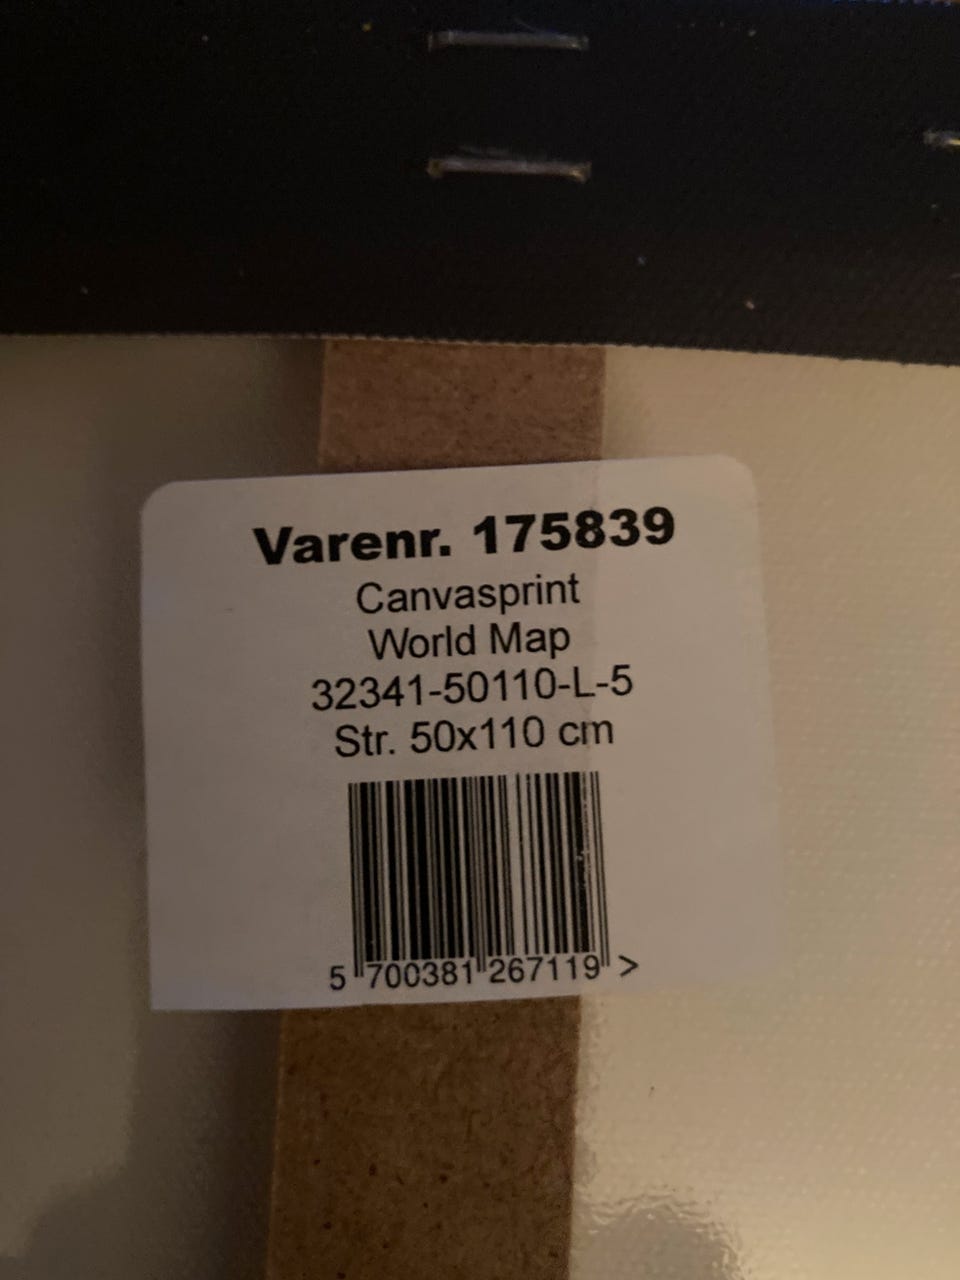 Varenr. 175839
Canvasprint
World Map
32341-50110-L-5
Str. 50x110 cm
5 700381 267119 >